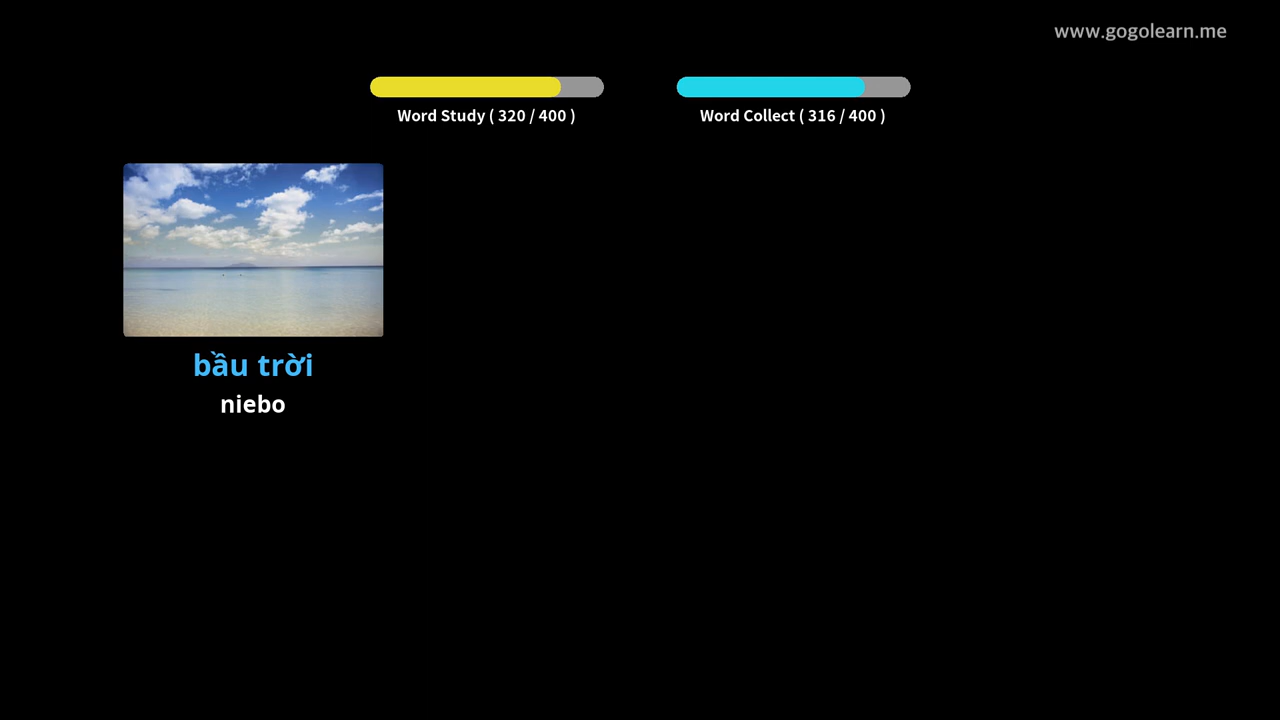 www.gogolearn.me
Word Study ( 320 / 400 )
Word Collect ( 316 / 400 )
bầu trời
niebo